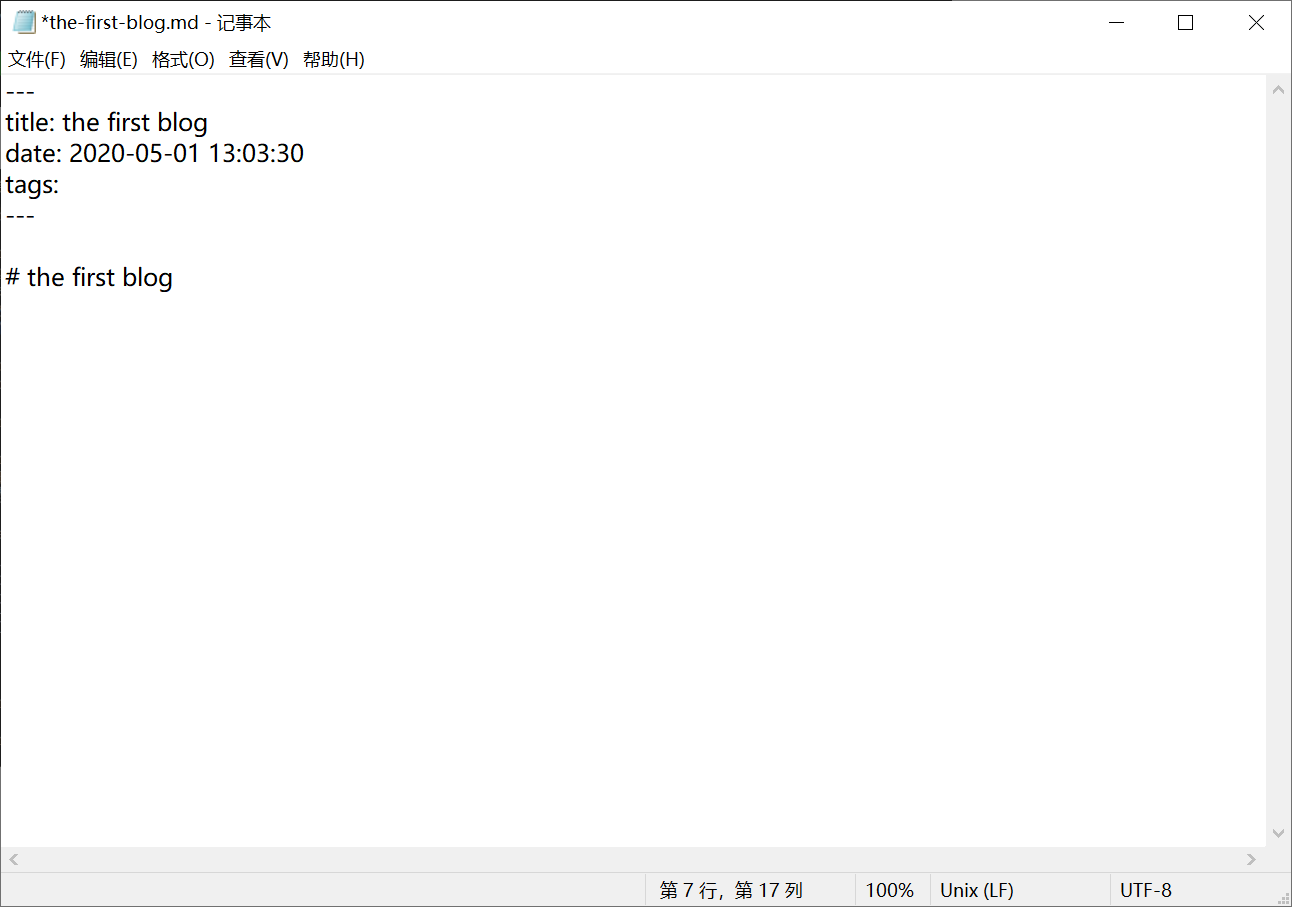 *the-first-blog.md - 记事本
文件(F) 编辑(E) 格式(O) 查看(V) 帮助(H)
---
title: the first blog
date: 2020-05-01 13:03:30
tags:
---
# the first blog
第 7 行，第 17 列 100% Unix (LF) UTF-8